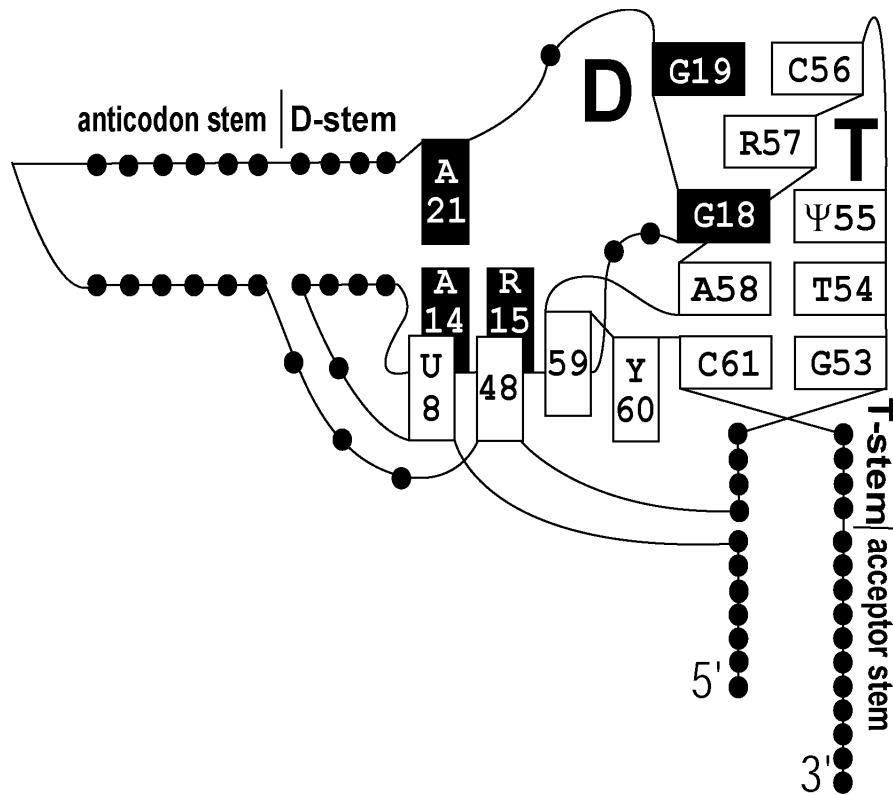 D
G19
C56
anticodon stem
D-stem
R57
T
A
21
G18
Ψ55
A
14
R
15
A58
T54
U
8
48
59
Y
60
C61
G53
T-stem
acceptor stem
5'
3'